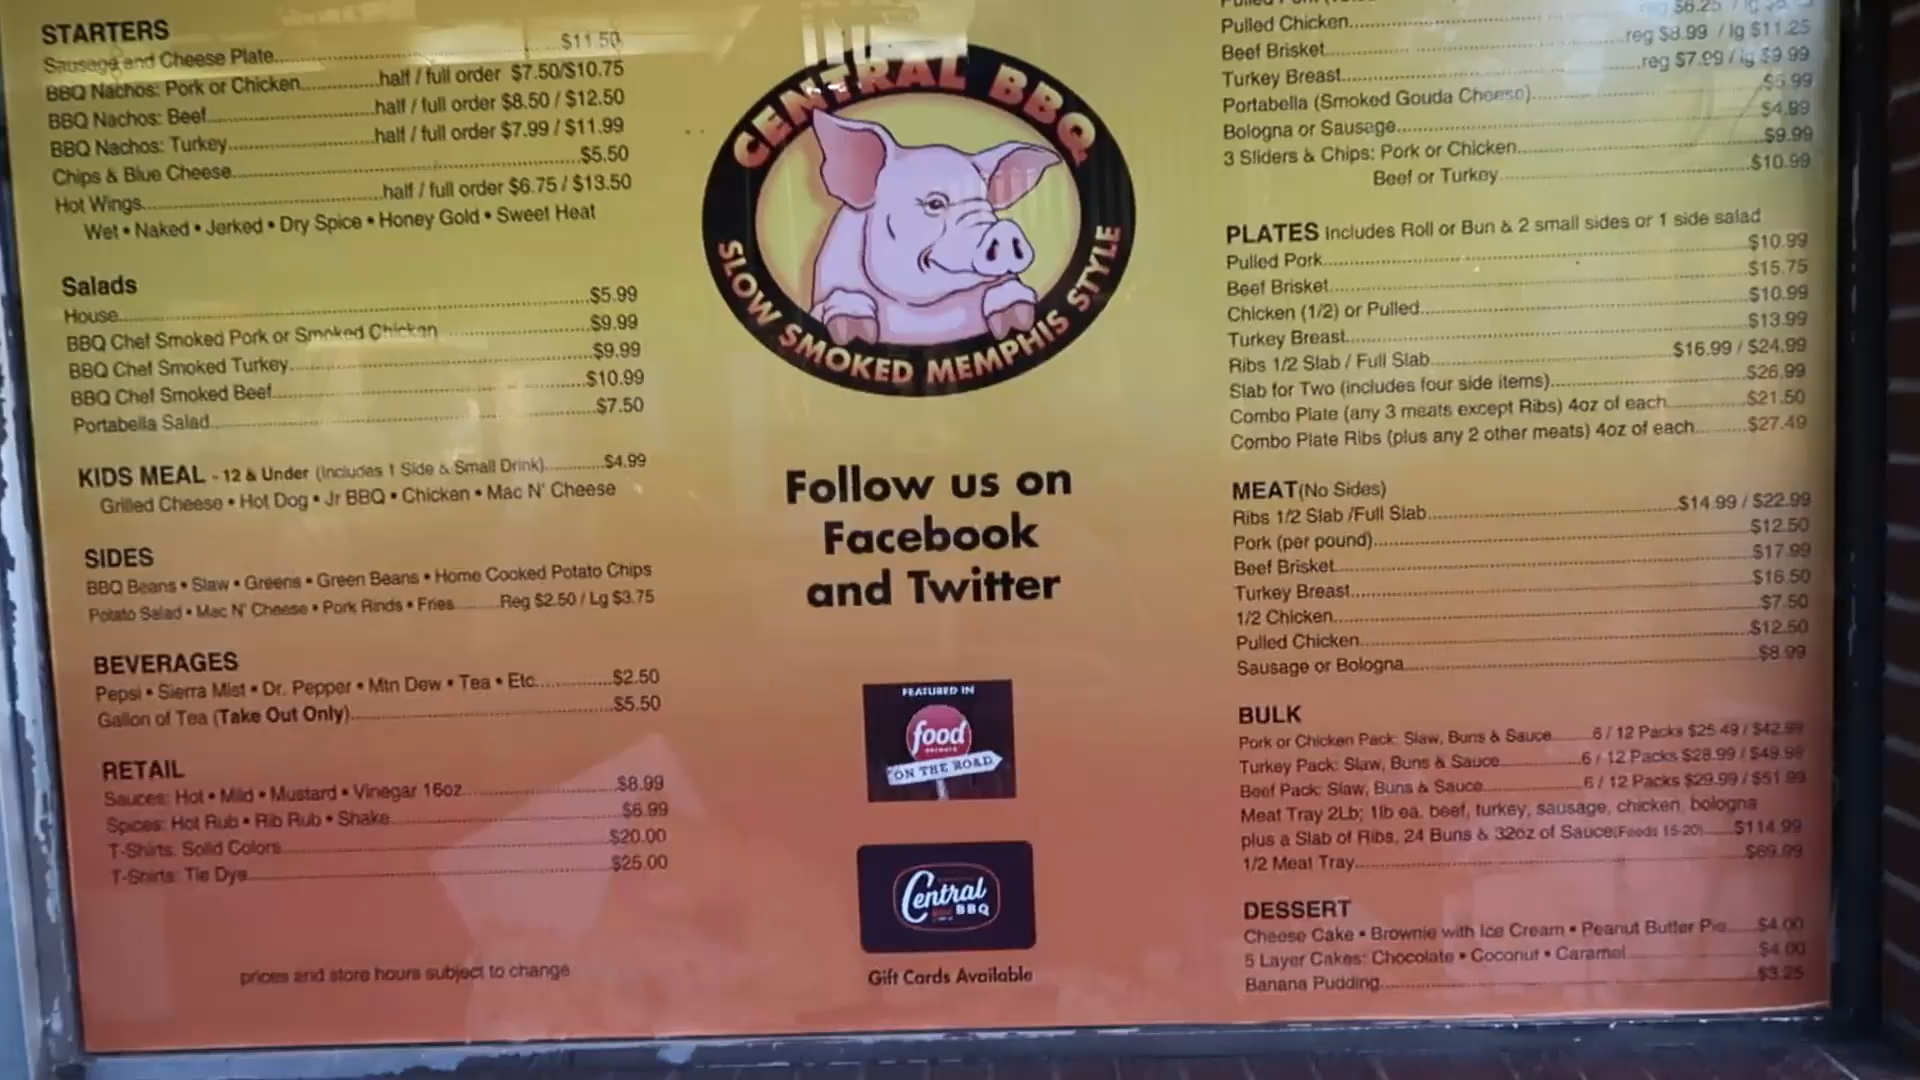 STARTERS
Sausage and Cheese Plate $11.50
BBQ Nachos: Pork or Chicken half / full order $7.50/$10.75
BBQ Nachos: Beef half / full order $8.50 / $12.50
BBQ Nachos: Turkey half / full order $7.99 / $11.99
Chips & Blue Cheese $5.50
Hot Wings half / full order $6.75 / $13.50
Wet • Naked • Jerked • Dry Spice • Honey Gold • Sweet Heat
Salads
House $5.99
BBQ Chef Smoked Pork or Smoked Chicken $9.99
BBQ Chef Smoked Turkey $9.99
BBQ Chef Smoked Beef $10.99
Portabella Salad $7.50
KIDS MEAL - 12 & Under (Includes 1 Side & Small Drink) $4.99
Grilled Cheese • Hot Dog • Jr BBQ • Chicken • Mac N' Cheese
SIDES
BBQ Beans • Slaw • Greens • Green Beans • Home Cooked Potato Chips
Potato Salad • Mac N' Cheese • Pork Rinds • Fries Reg $2.50 / Lg $3.75
BEVERAGES
Pepsi • Sierra Mist • Dr. Pepper • Mtn Dew • Tea • Etc $2.50
Gallon of Tea (Take Out Only) $5.50
RETAIL
Sauces: Hot • Mild • Mustard • Vinegar 16oz $8.99
Spices: Hot Rub • Rib Rub • Shake $6.99
T-Shirts: Solid Colors $20.00
T-Shirts: Tie Dye $25.00
prices and store hours subject to change
CENTRAL BBQ
SLOW SMOKED MEMPHIS STYLE
Follow us on
Facebook
and Twitter
FEATURED IN
food
network
ON THE ROAD
Central
BBQ
Gift Cards Available
Pulled Chicken reg $6.25
Beef Brisket reg $8.99 / lg $11.25
Turkey Breast reg $7.99 / lg $9.99
Portabella (Smoked Gouda Cheese) $5.99
Bologna or Sausage $4.99
3 Sliders & Chips: Pork or Chicken $9.99
Beef or Turkey $10.99
PLATES Includes Roll or Bun & 2 small sides or 1 side salad
Pulled Pork $10.99
Beef Brisket $15.75
Chicken (1/2) or Pulled $10.99
Turkey Breast $13.99
Ribs 1/2 Slab / Full Slab $16.99 / $24.99
Slab for Two (includes four side items) $26.99
Combo Plate (any 3 meats except Ribs) 4oz of each $21.50
Combo Plate Ribs (plus any 2 other meats) 4oz of each $27.49
MEAT(No Sides)
Ribs 1/2 Slab /Full Slab $14.99 / $22.99
Pork (per pound) $12.50
Beef Brisket $17.99
Turkey Breast $16.50
1/2 Chicken $7.50
Pulled Chicken $12.50
Sausage or Bologna $8.99
BULK
Pork or Chicken Pack: Slaw, Buns & Sauce 6 / 12 Packs $25.49 / $42.99
Turkey Pack: Slaw, Buns & Sauce 6 / 12 Packs $28.99 / $49.99
Beef Pack: Slaw, Buns & Sauce 6 / 12 Packs $29.99 / $51.99
Meat Tray 2Lb; 1lb ea. beef, turkey, sausage, chicken, bologna
plus a Slab of Ribs, 24 Buns & 32oz of Sauce(Feeds 15-20) $114.99
1/2 Meat Tray $69.99
DESSERT
Cheese Cake • Brownie with Ice Cream • Peanut Butter Pie $4.00
5 Layer Cakes: Chocolate • Coconut • Caramel $4.00
Banana Pudding $3.25